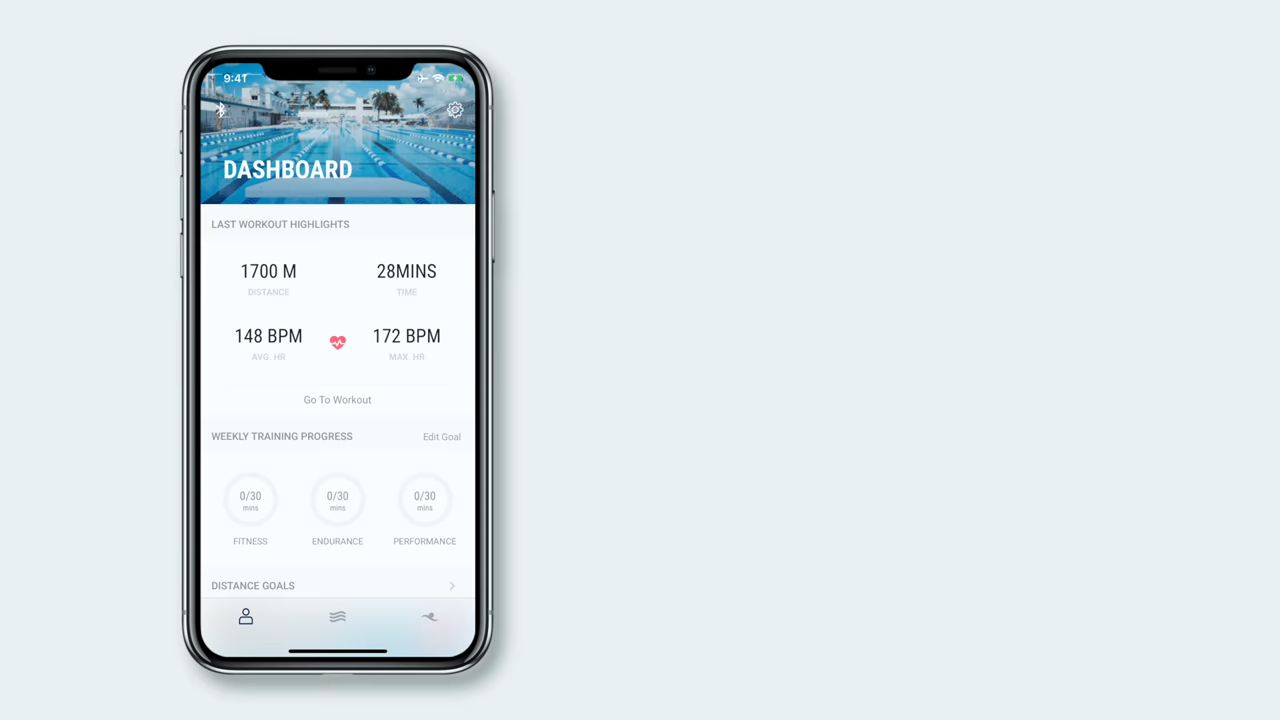 9:41
DASHBOARD
LAST WORKOUT HIGHLIGHTS
1700 M 28MINS
DISTANCE TIME
148 BPM 172 BPM
AVG. HR MAX. HR
Go To Workout
WEEKLY TRAINING PROGRESS Edit Goal
0/30 0/30 0/30
mins mins mins
FITNESS ENDURANCE PERFORMANCE
DISTANCE GOALS